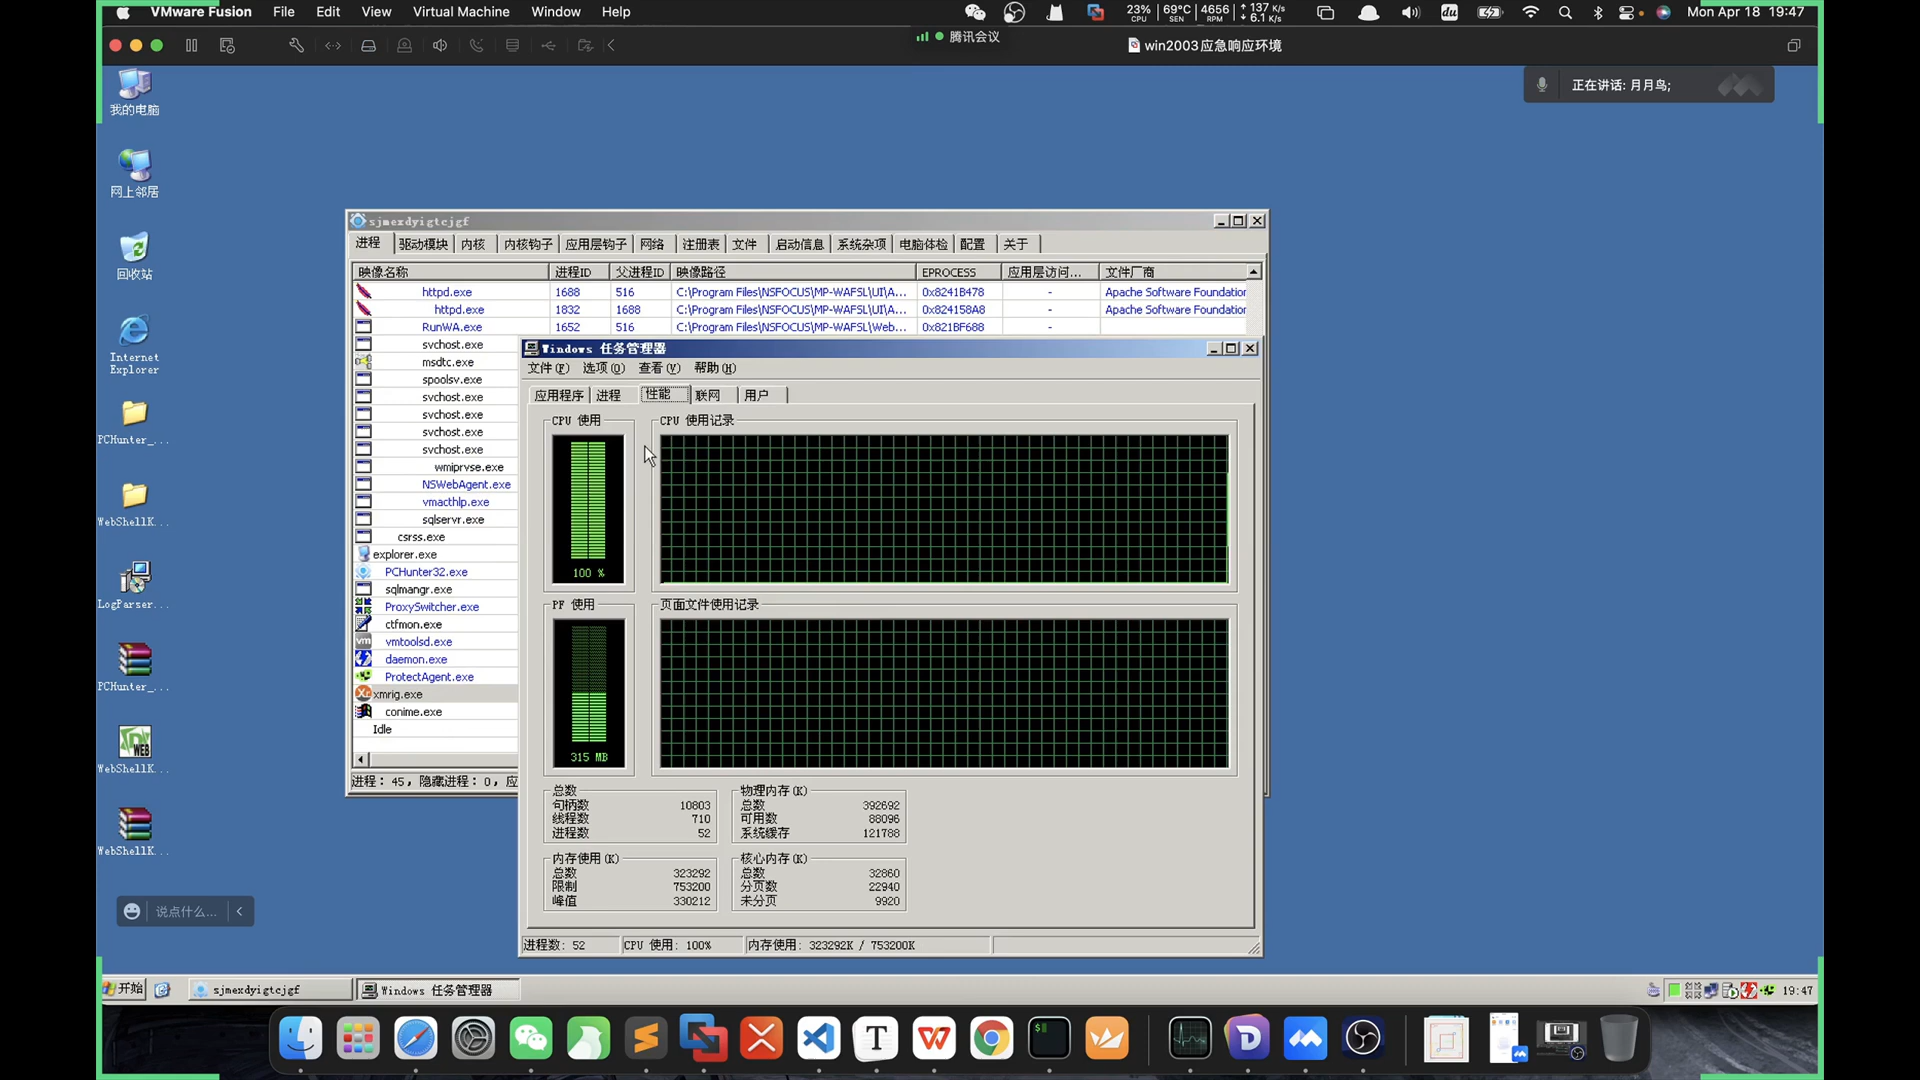 VMware Fusion File Edit View Virtual Machine Window Help
23% CPU 69°C SEN 4656 RPM ↑ 137 K/s ↓ 6.1 K/s
du
Mon Apr 18 19:47
腾讯会议
win2003应急响应环境
正在讲话: 月月鸟;
我的电脑
网上邻居
回收站
Internet
Explorer
PCHunter_...
WebShellK...
LogParser...
PCHunter_...
WEB
WebShellK...
WebShellK...
说点什么...
sjmexdyigtcjgf
进程 驱动模块 内核 内核钩子 应用层钩子 网络 注册表 文件 启动信息 系统杂项 电脑体检 配置 关于
映像名称 进程ID 父进程ID 映像路径 EPROCESS 应用层访问... 文件厂商
httpd.exe 1688 516 C:\Program Files\NSFOCUS\MP-WAFSL\UI\A... 0x8241B478 - Apache Software Foundation
httpd.exe 1832 1688 C:\Program Files\NSFOCUS\MP-WAFSL\UI\A... 0x824158A8 - Apache Software Foundation
RunWA.exe 1652 516 C:\Program Files\NSFOCUS\MP-WAFSL\Web... 0x821BF688 -
svchost.exe
msdtc.exe
spoolsv.exe
svchost.exe
svchost.exe
svchost.exe
svchost.exe
wmiprvse.exe
NSWebAgent.exe
vmacthlp.exe
sqlservr.exe
csrss.exe
explorer.exe
PCHunter32.exe
sqlmangr.exe
ProxySwitcher.exe
ctfmon.exe
vmtoolsd.exe
daemon.exe
ProtectAgent.exe
xmrig.exe
conime.exe
Idle
进程: 45, 隐藏进程: 0, 应
Windows 任务管理器
文件(F) 选项(O) 查看(V) 帮助(H)
应用程序 进程 性能 联网 用户
CPU 使用
100 %
CPU 使用记录
PF 使用
315 MB
页面文件使用记录
总数
句柄数 10803
线程数 710
进程数 52
物理内存(K)
总数 392692
可用数 88096
系统缓存 121788
内存使用(K)
总数 323292
限制 753200
峰值 330212
核心内存(K)
总数 32860
分页数 22940
未分页 9920
进程数: 52 CPU 使用: 100% 内存使用: 323292K / 753200K
开始 sjmexdyigtcjgf Windows 任务管理器 19:47